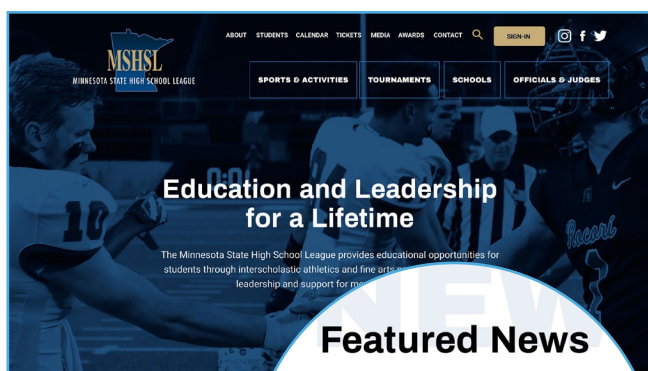 ABOUT STUDENTS CALENDAR TICKETS MEDIA AWARDS CONTACT SIGN-IN
MSHSL
MINNESOTA STATE HIGH SCHOOL LEAGUE
SPORTS & ACTIVITIES TOURNAMENTS SCHOOLS OFFICIALS & JUDGES
Education and Leadership
for a Lifetime
The Minnesota State High School League provides educational opportunities for
students through interscholastic athletics and fine arts
leadership and support for
10
Rocori
NEW
Featured News